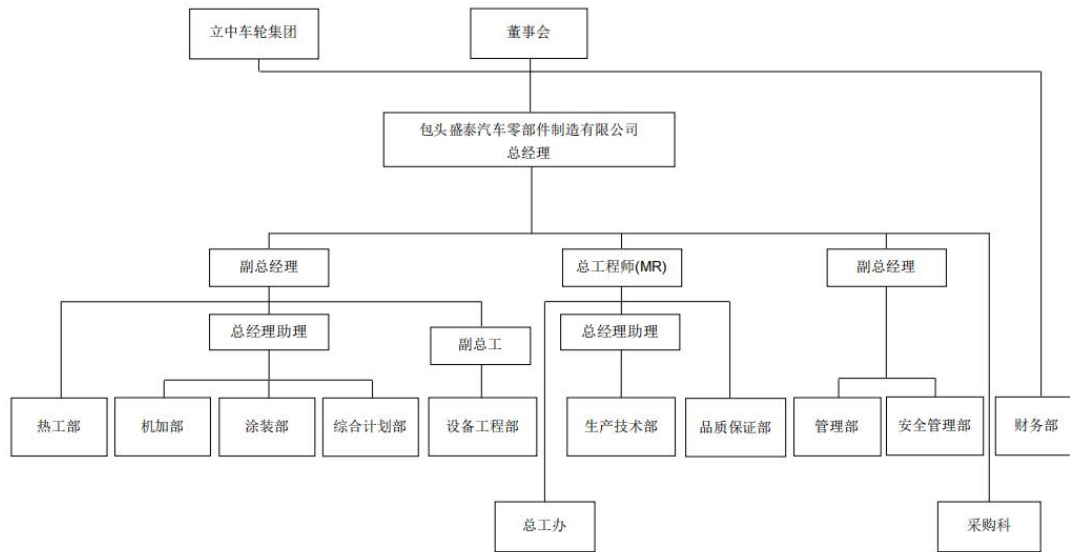 立中车轮集团
董事会
包头盛泰汽车零部件制造有限公司
总经理
副总经理
总工程师(MR)
副总经理
总经理助理
副总工
总经理助理
热工部
机加部
涂装部
综合计划部
设备工程部
生产技术部
品质保证部
管理部
安全管理部
财务部
总工办
采购科